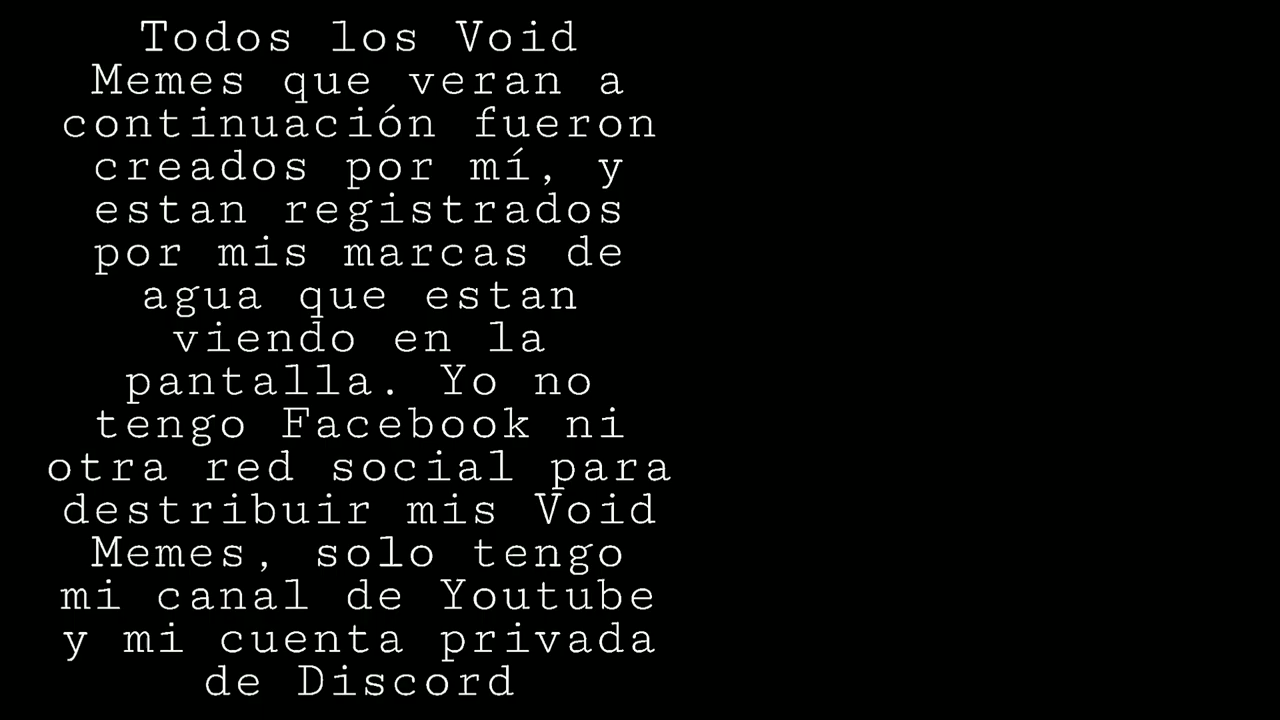 Todos los Void
Memes que veran a
continuación fueron
creados por mí, y
estan registrados
por mis marcas de
agua que estan
viendo en la
pantalla. Yo no
tengo Facebook ni
otra red social para
destribuir mis Void
Memes, solo tengo
mi canal de Youtube
y mi cuenta privada
de Discord